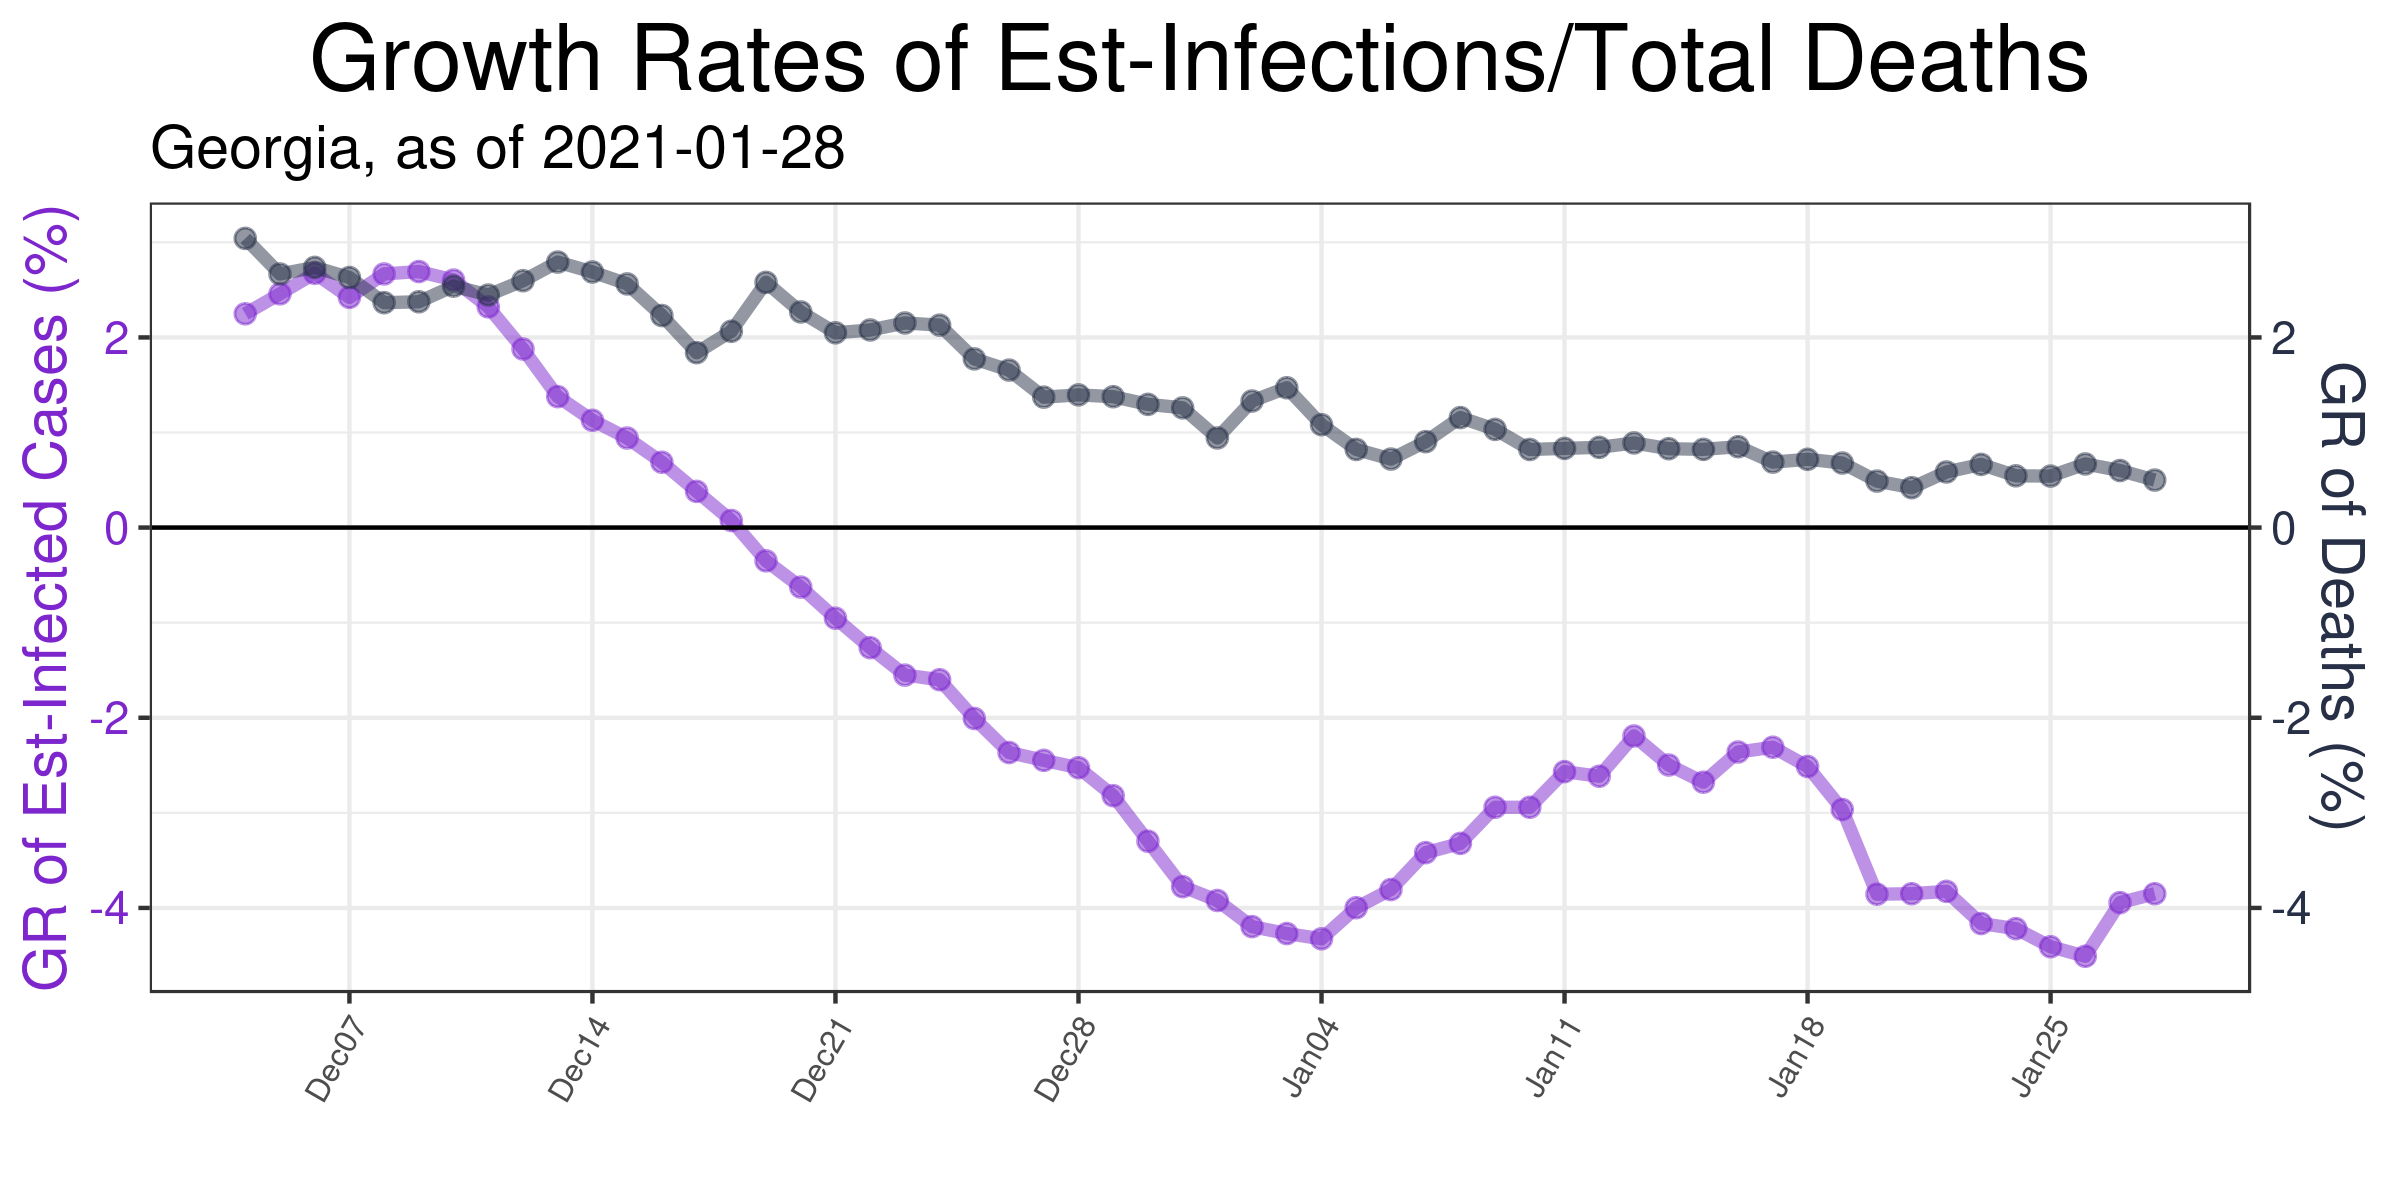 Growth Rates of Est-Infections/Total Deaths
Georgia, as of 2021-01-28
GR of Est-Infected Cases (%)
2
0
-2
-4
2
0
-2
-4
GR of Deaths (%)
Dec07
Dec14
Dec21
Dec28
Jan04
Jan11
Jan18
Jan25